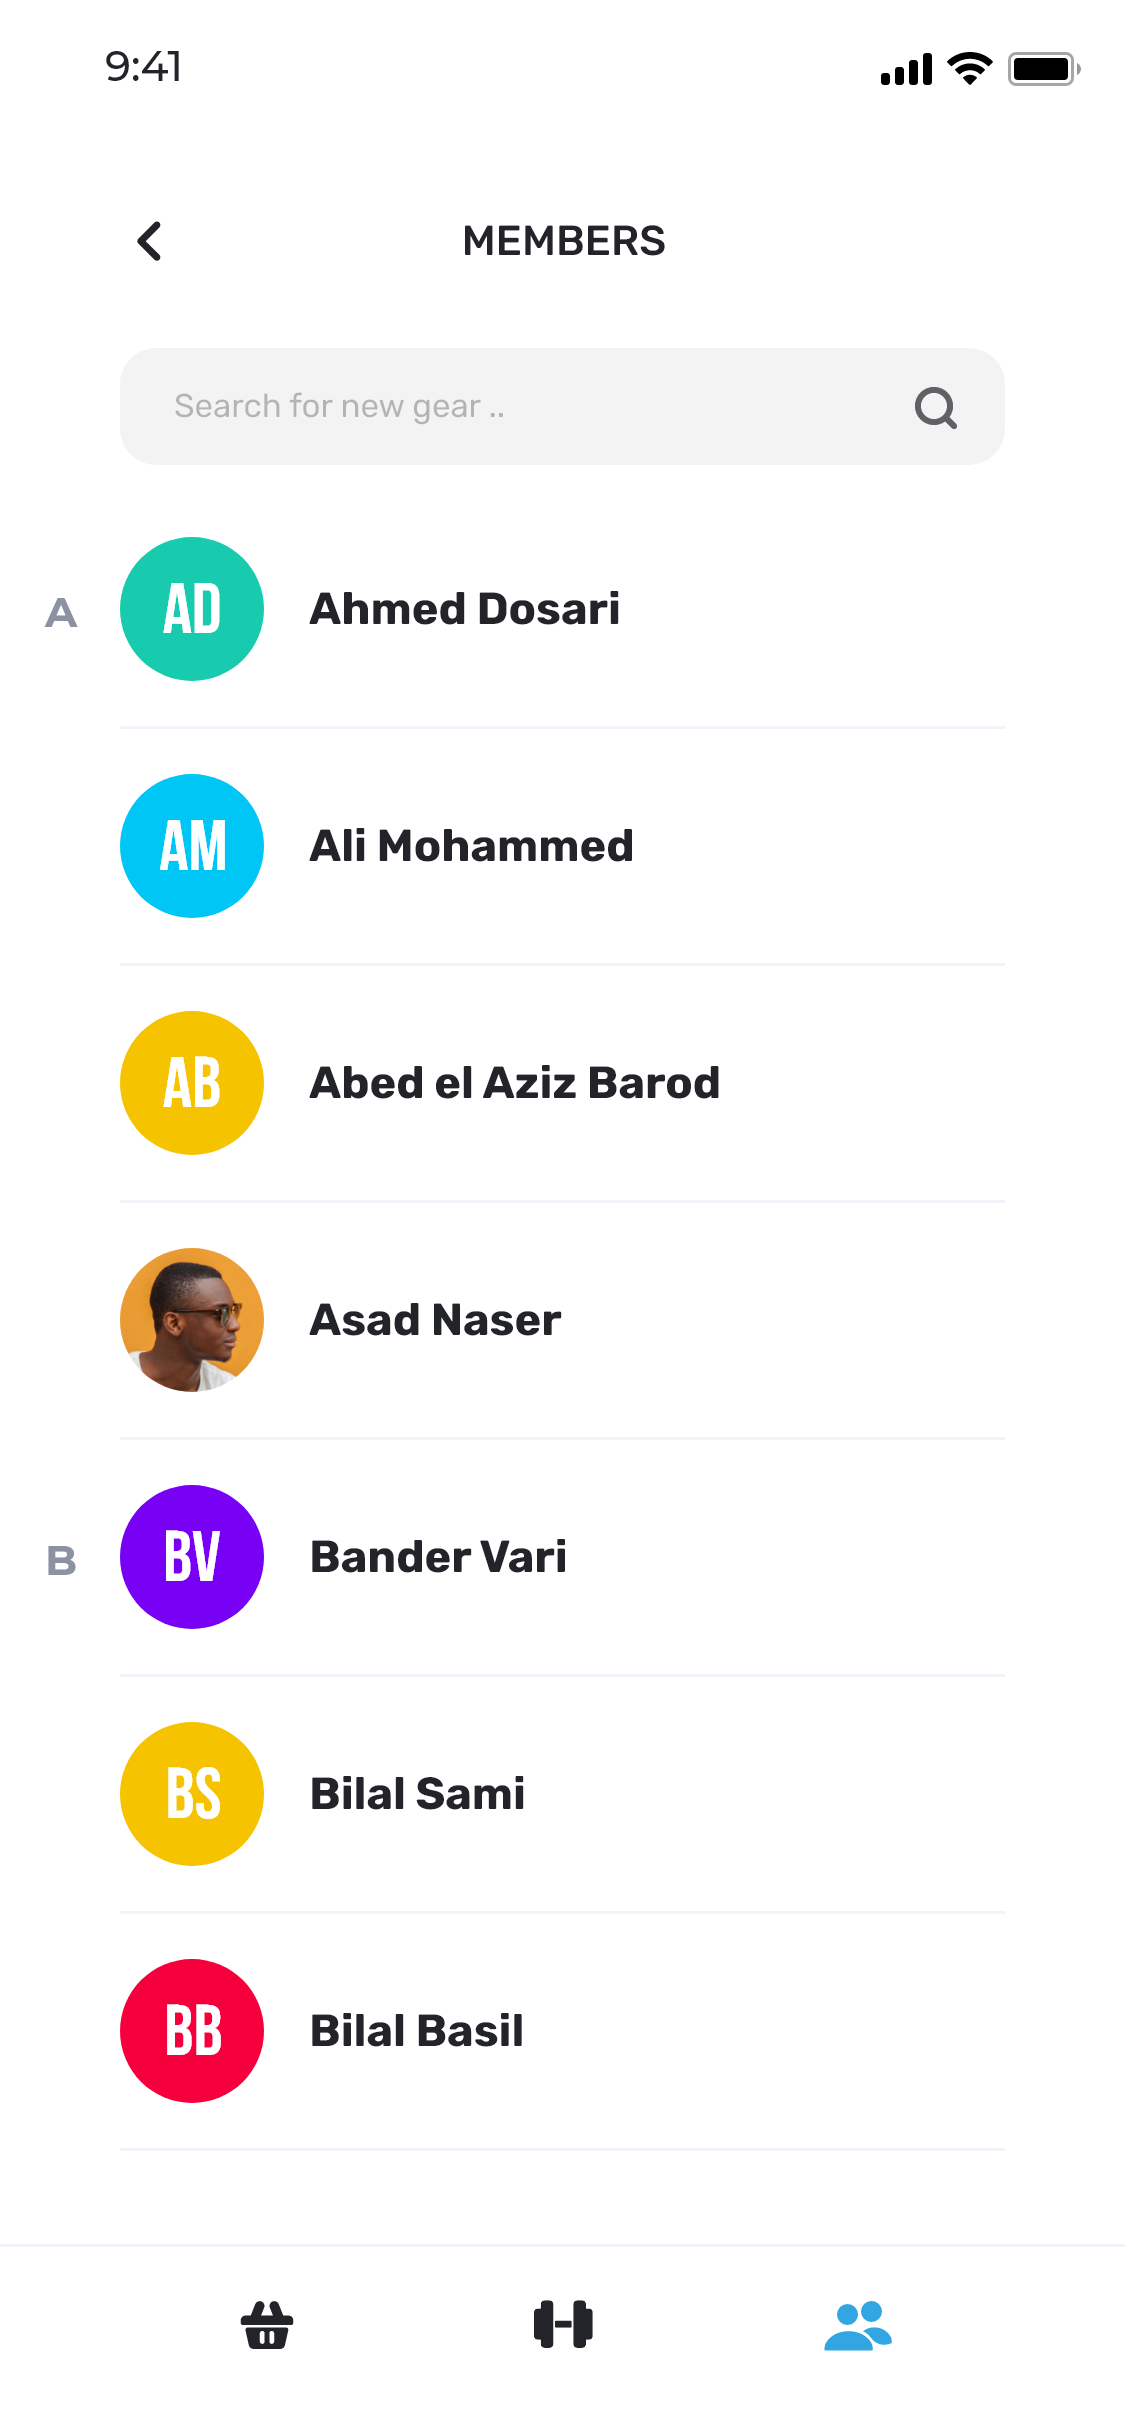 9:41
MEMBERS
Search for new gear ..
A
AD
Ahmed Dosari
AM
Ali Mohammed
AB
Abed el Aziz Barod
Asad Naser
B
BV
Bander Vari
BS
Bilal Sami
BB
Bilal Basil